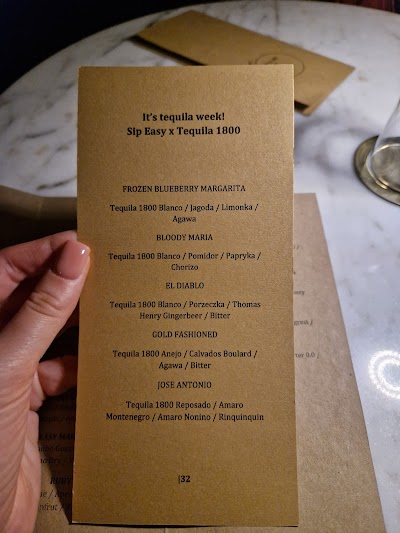 It's tequila week!
Sip Easy x Tequila 1800
FROZEN BLUEBERRY MARGARITA
Tequila 1800 Blanco / Jagoda / Limonka /
Agawa
BLOODY MARIA
Tequila 1800 Blanco / Pomidor / Papryka /
Chorizo
EL DIABLO
Tequila 1800 Blanco / Porzeczka / Thomas
Henry Gingerbeer / Bitter
GOLD FASHIONED
Tequila 1800 Anejo / Calvados Boulard /
Agawa / Bitter
JOSE ANTONIO
Tequila 1800 Reposado / Amaro
Montenegro / Amaro Nonino / Rinquinquin
|32